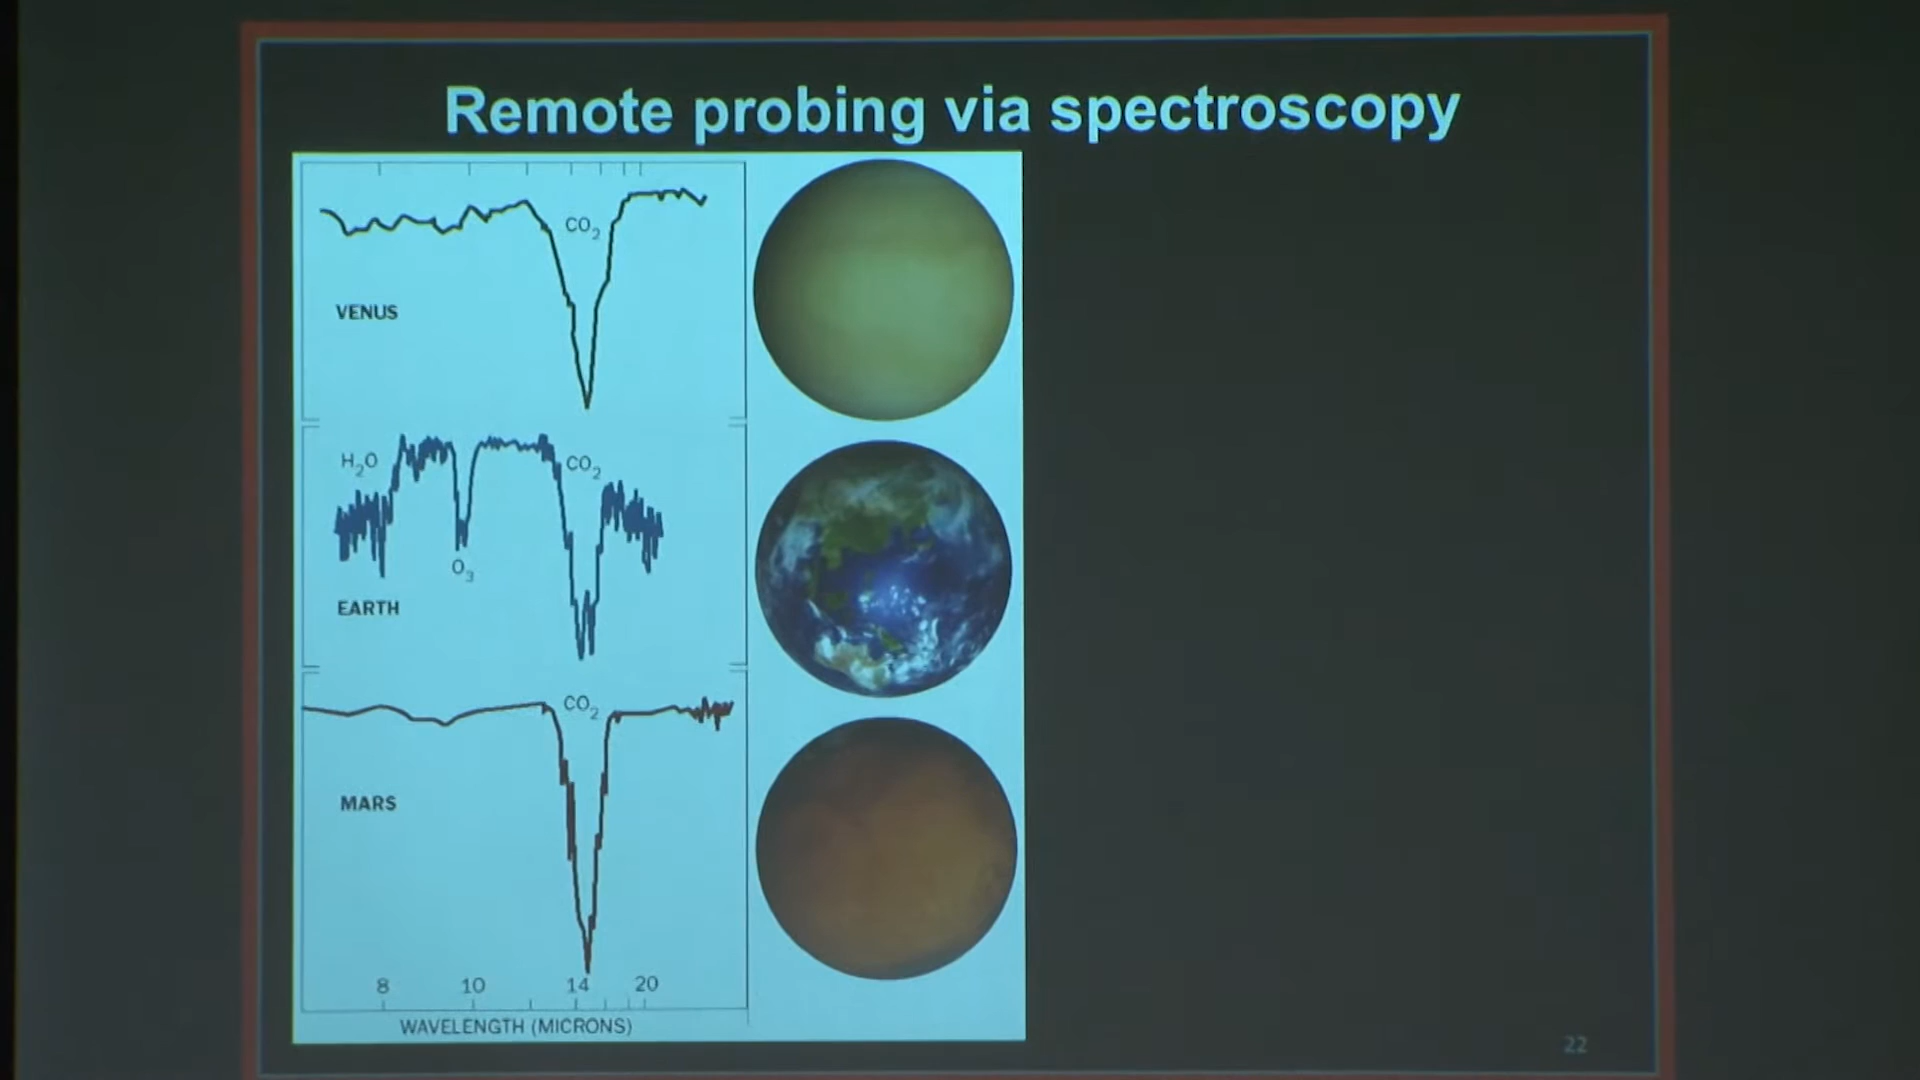 Remote probing via spectroscopy
CO₂
VENUS
H₂O
CO₂
O₃
EARTH
CO₂
MARS
8 10 14 20
WAVELENGTH (MICRONS)
22